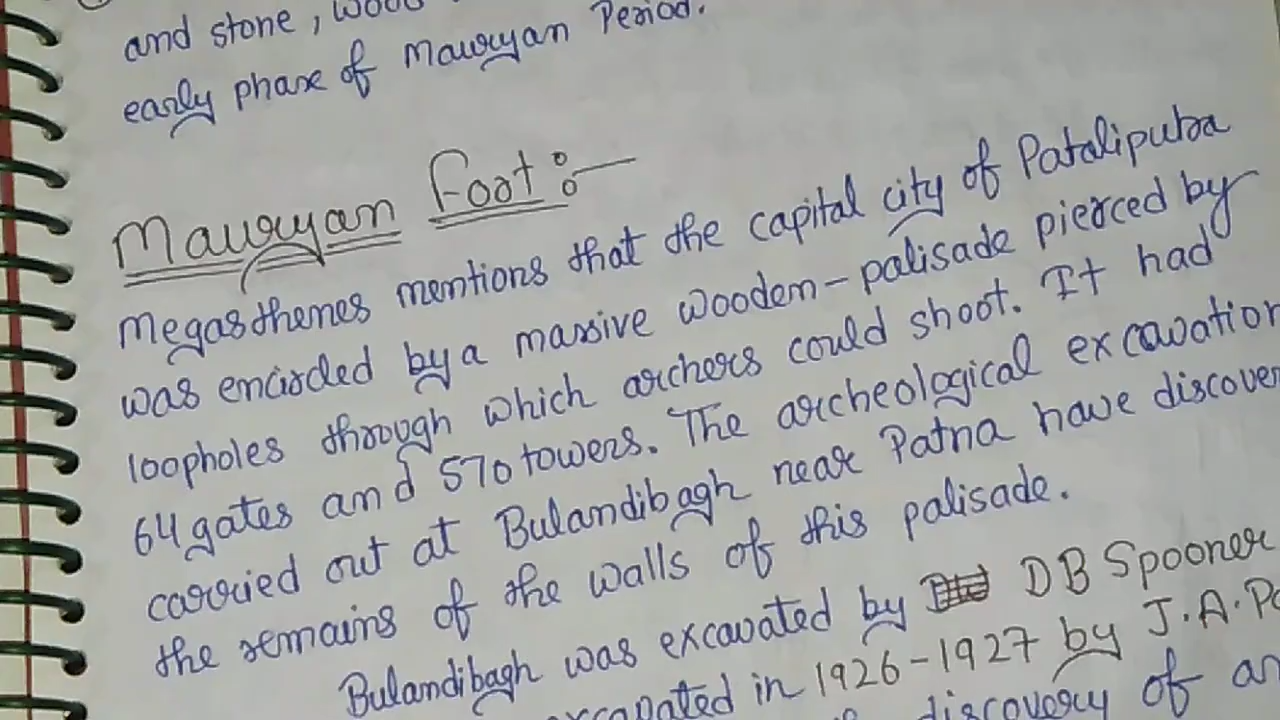 and stone, wood
early phase of Mauryan Period.
Mauryan Foot :-
Megasthenes mentions that the capital city of Pataliputra
was encircled by a massive wooden-palisade pierced by
loopholes through which archers could shoot. It had
64 gates and 570 towers. The archeological excavation
carried out at Bulandibagh near Patna have discover
the remains of the walls of this palisade.
Bulandibagh was excavated by DB Spooner
excavated in 1926-1927 by J.A.
discovery of an